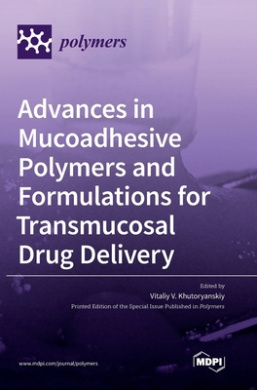 polymers
Advances in
Mucoadhesive
Polymers and
Formulations for
Transmucosal
Drug Delivery
Edited by
Vitaliy V. Khutoryanskiy
Printed Edition of the Special Issue Published in Polymers
www.mdpi.com/journal/polymers
MDPI